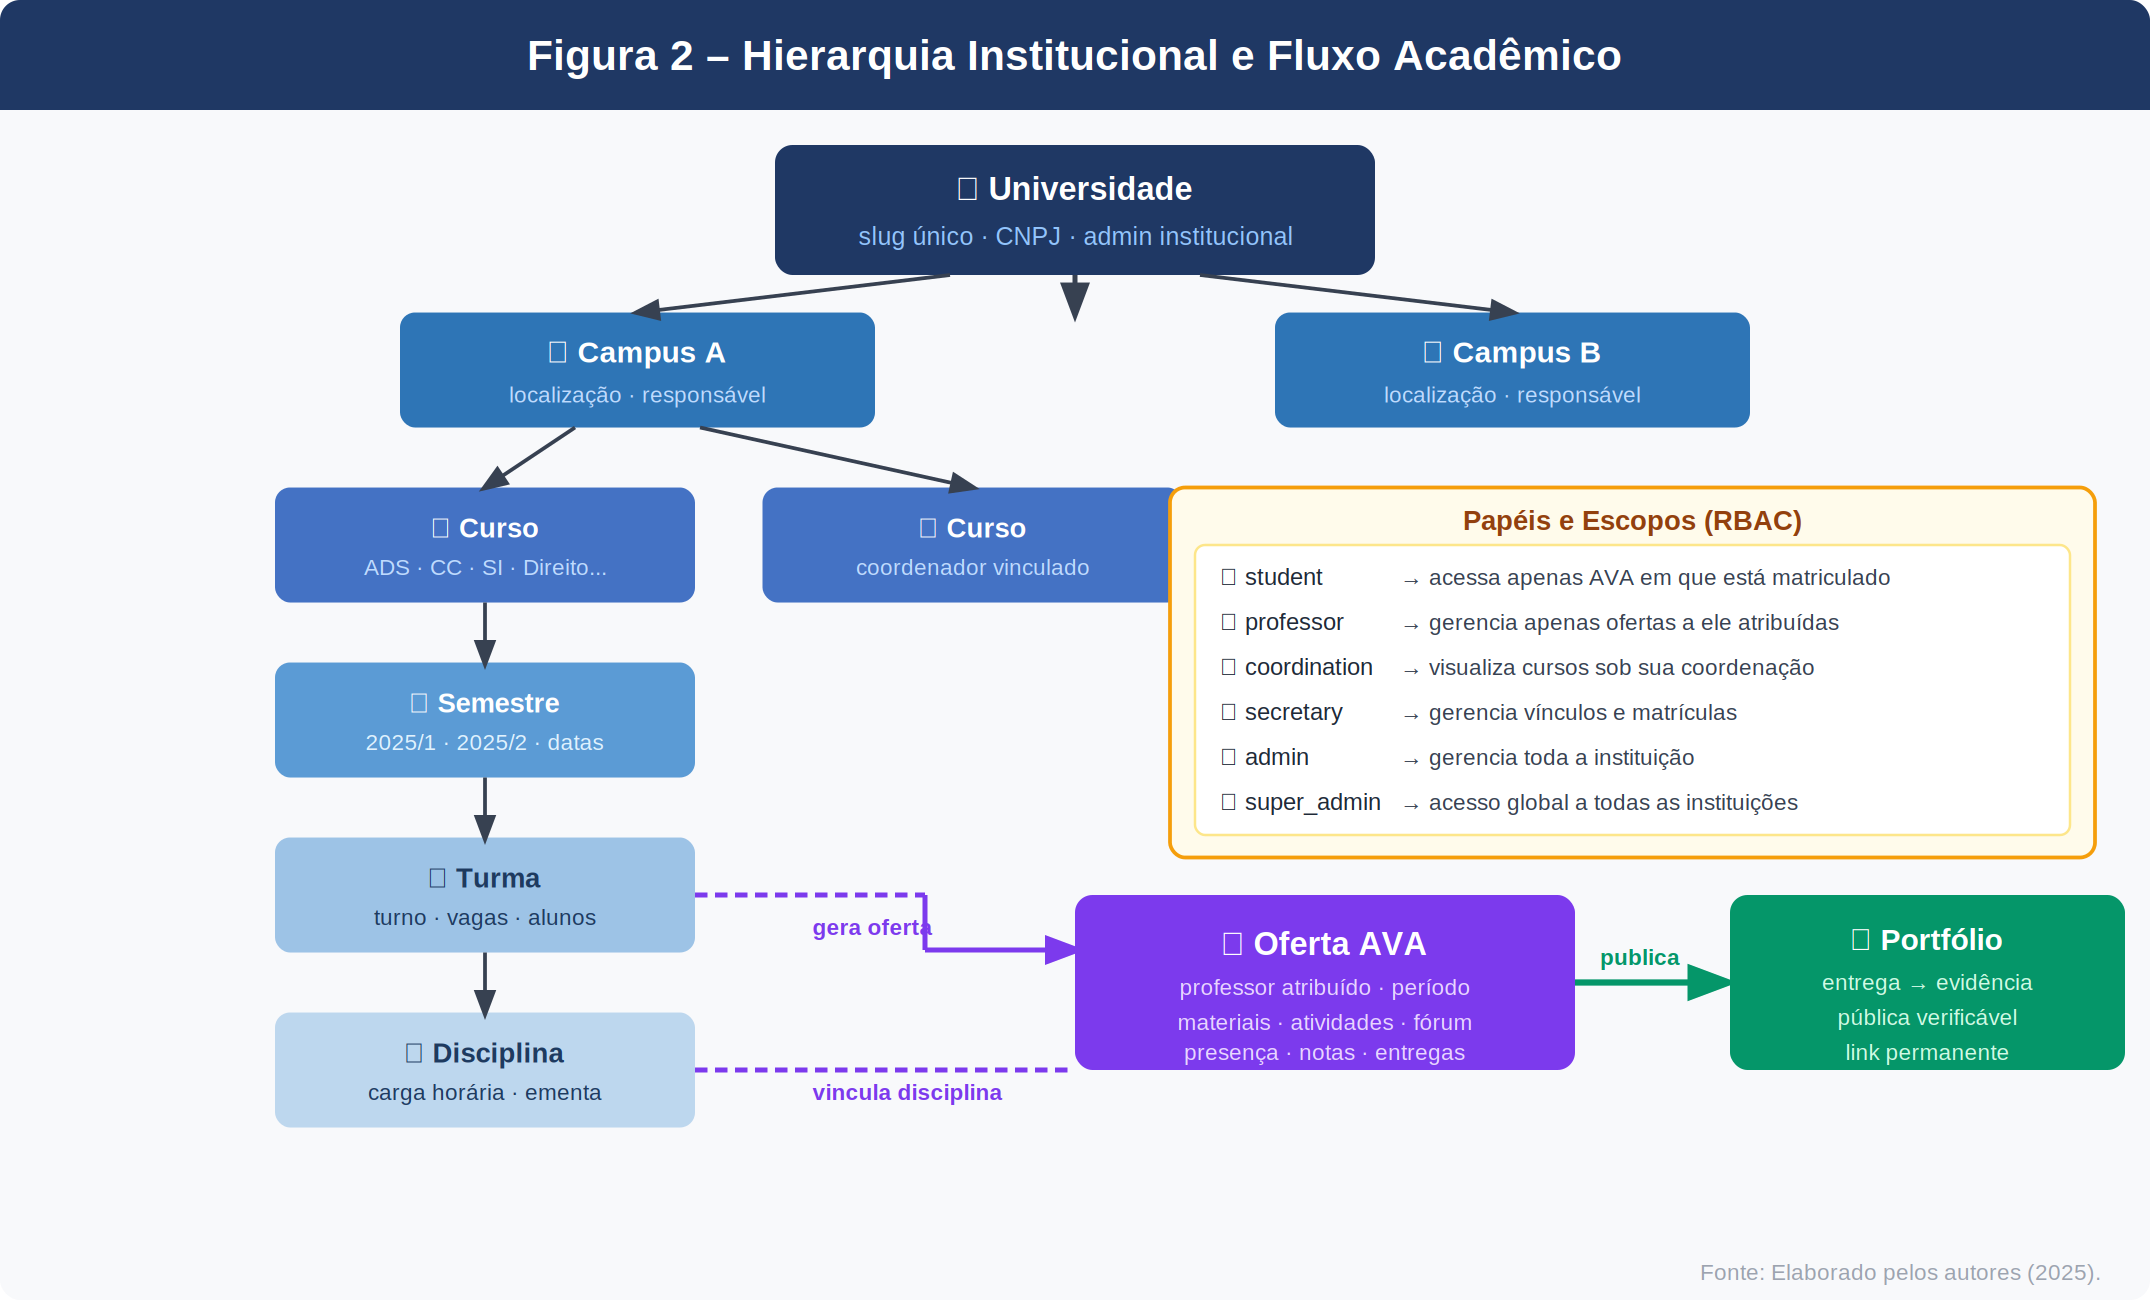 Figura 2 – Hierarquia Institucional e Fluxo Acadêmico
Universidade
slug único · CNPJ · admin institucional
Campus A
localização · responsável
Campus B
localização · responsável
Curso
ADS · CC · SI · Direito...
Curso
coordenador vinculado
Papéis e Escopos (RBAC)
student → acessa apenas AVA em que está matriculado
professor → gerencia apenas ofertas a ele atribuídas
coordination → visualiza cursos sob sua coordenação
secretary → gerencia vínculos e matrículas
admin → gerencia toda a instituição
super_admin → acesso global a todas as instituições
Semestre
2025/1 · 2025/2 · datas
Turma
turno · vagas · alunos
gera oferta
Oferta AVA
professor atribuído · período
materiais · atividades · fórum
presença · notas · entregas
publica
Portfólio
entrega → evidência
pública verificável
link permanente
Disciplina
carga horária · ementa
vincula disciplina
Fonte: Elaborado pelos autores (2025).